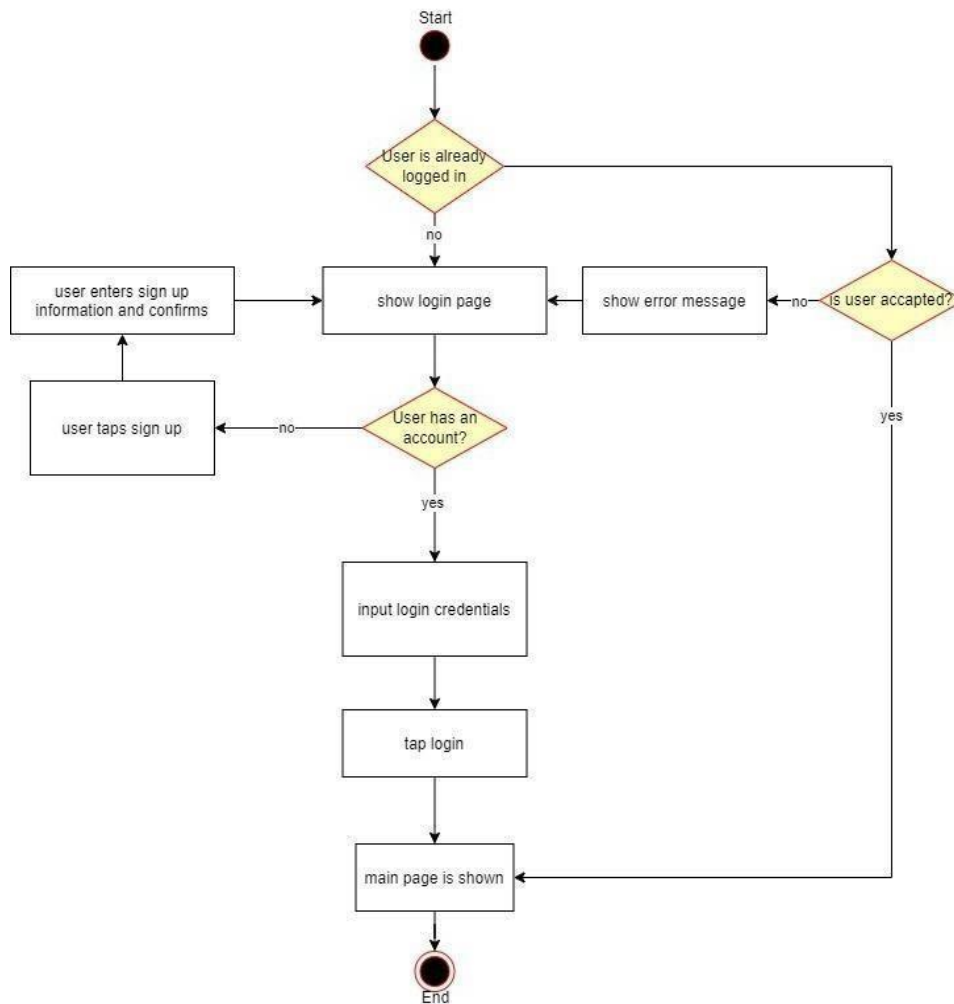 Start
User is already
logged in
no
user enters sign up
information and confirms
show login page
show error message
no
is user accapted?
user taps sign up
no
User has an
account?
yes
yes
input login credentials
tap login
main page is shown
End